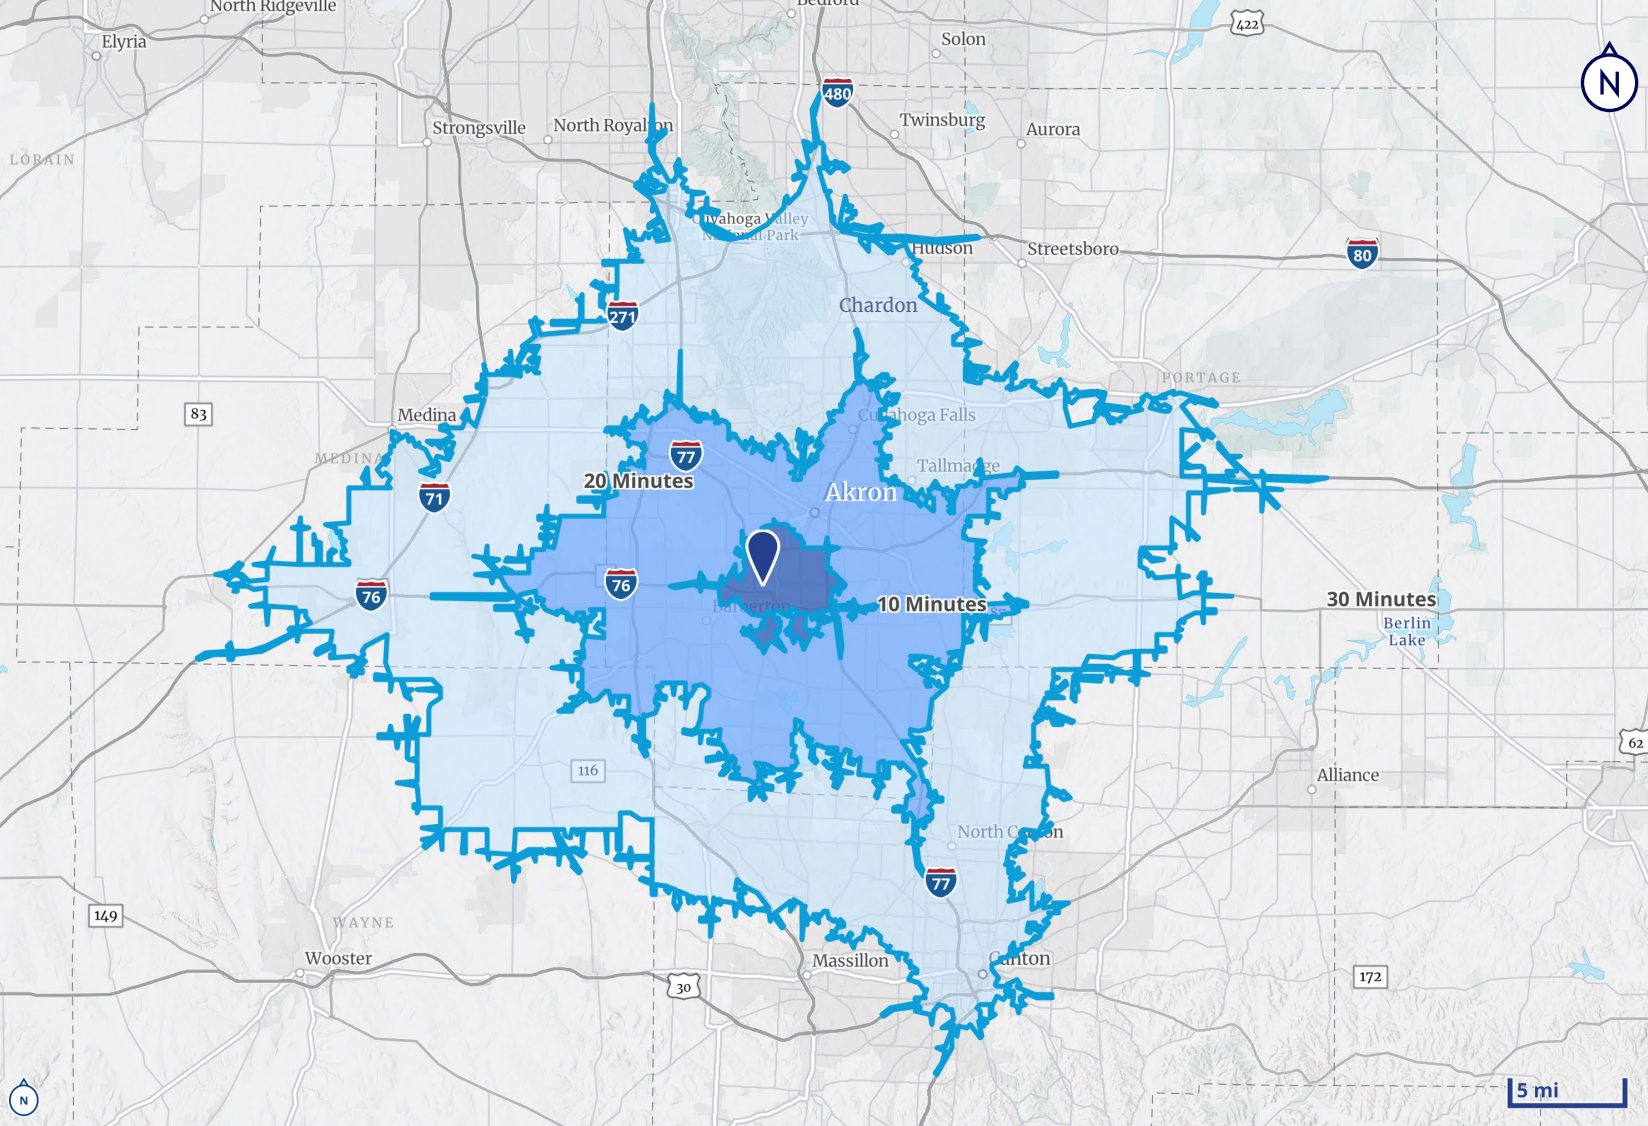 North Ridgeville
Bedford
422
Elyria
Solon
N
480
Twinsburg
Strongsville
North Royalton
Aurora
LORAIN
Cuyahoga Valley
National Park
Hudson
Streetsboro
80
Chardon
271
PORTAGE
83
Medina
Cuyahoga Falls
MEDINA
77
Tallmadge
20 Minutes
Akron
71
76
76
Barberton
10 Minutes
30 Minutes
Berlin
Lake
62
116
Alliance
North Canton
77
149
WAYNE
Wooster
Massillon
Canton
30
172
N
5 mi